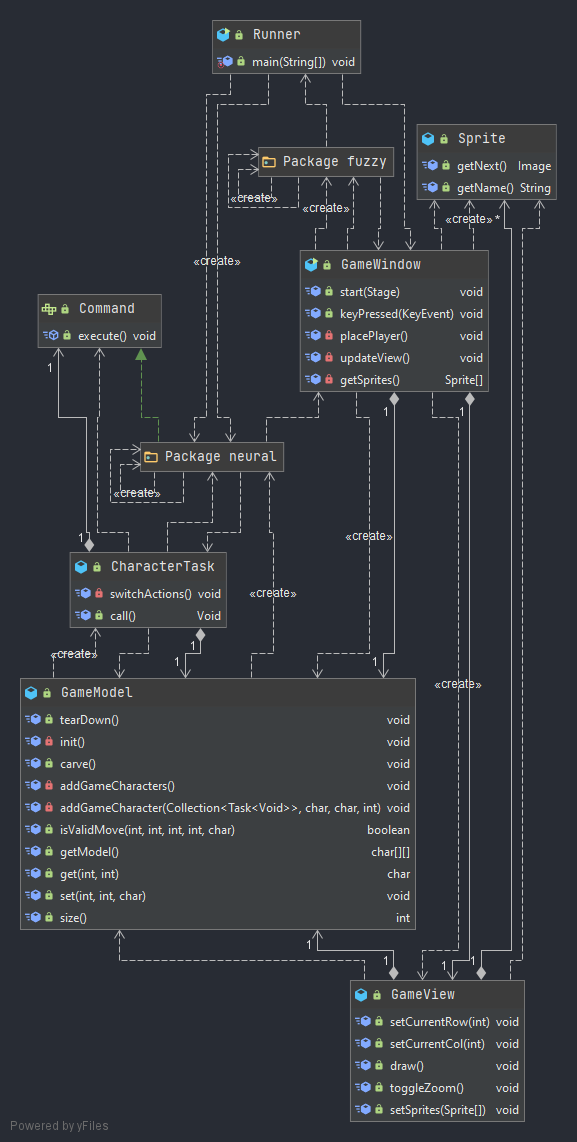 Runner
main(String[]) void
Sprite
getNext() Image
getName() String
Package fuzzy
«create»
«create»
«create» *
«create»
GameWindow
start(Stage) void
keyPressed(KeyEvent) void
placePlayer() void
updateView() void
getSprites() Sprite[]
Command
execute() void
1
1
1
Package neural
«create»
1
«create»
CharacterTask
switchActions() void
call() Void
«create»
«create»
1
1
1
«create»
GameModel
tearDown() void
init() void
carve() void
addGameCharacters() void
addGameCharacter(Collection<Task<Void>>, char, char, int) void
isValidMove(int, int, int, int, char) boolean
getModel() char[][]
get(int, int) char
set(int, int, char) void
size() int
1
1
1
1
GameView
setCurrentRow(int) void
setCurrentCol(int) void
draw() void
toggleZoom() void
setSprites(Sprite[]) void
Powered by yFiles